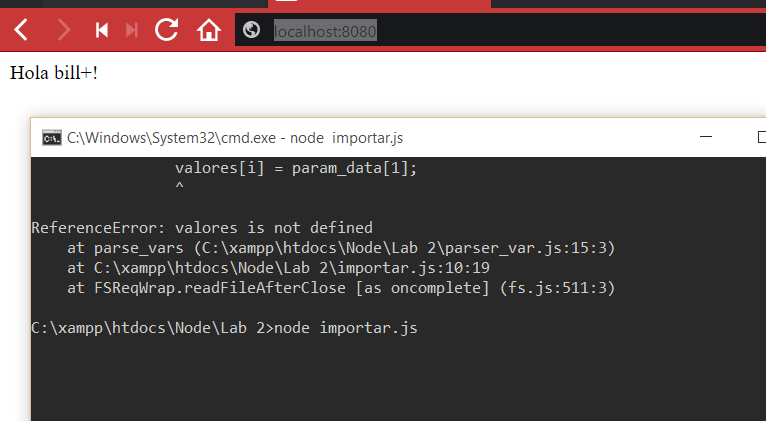 localhost:8080
Hola bill+!
C:\Windows\System32\cmd.exe - node  importar.js
valores[i] = param_data[1];
^
ReferenceError: valores is not defined
at parse_vars (C:\xampp\htdocs\Node\Lab 2\parser_var.js:15:3)
at C:\xampp\htdocs\Node\Lab 2\importar.js:10:19
at FSReqWrap.readFileAfterClose [as oncomplete] (fs.js:511:3)
C:\xampp\htdocs\Node\Lab 2>node importar.js